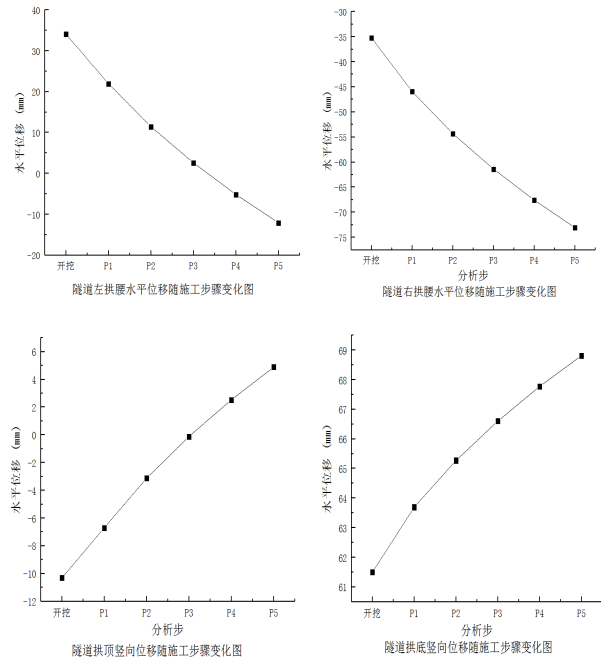 40
30
20
10
0
-10
-20
水平位移 (mm)
开挖 P1 P2 P3 P4 P5
隧道左拱腰水平位移随施工步骤变化图
-30
-35
-40
-45
-50
-55
-60
-65
-70
-75
水平位移 (mm)
开挖 P1 P2 P3 P4 P5
分析步
隧道右拱腰水平位移随施工步骤变化图
6
4
2
0
-2
-4
-6
-8
-10
-12
水平位移 (mm)
开挖 P1 P2 P3 P4 P5
分析步
隧道拱顶竖向位移随施工步骤变化图
69
68
67
66
65
64
63
62
61
水平位移 (mm)
开挖 P1 P2 P3 P4 P5
分析步
隧道拱底竖向位移随施工步骤变化图